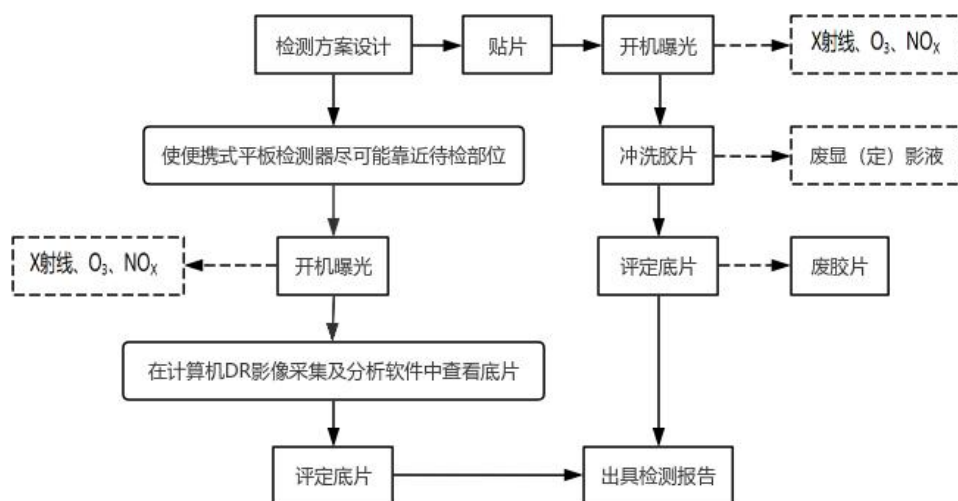 检测方案设计
贴片
开机曝光
X射线、O₃、NOₓ
使便携式平板检测器尽可能靠近待检部位
冲洗胶片
废显（定）影液
X射线、O₃、NOₓ
开机曝光
评定底片
废胶片
在计算机DR影像采集及分析软件中查看底片
评定底片
出具检测报告